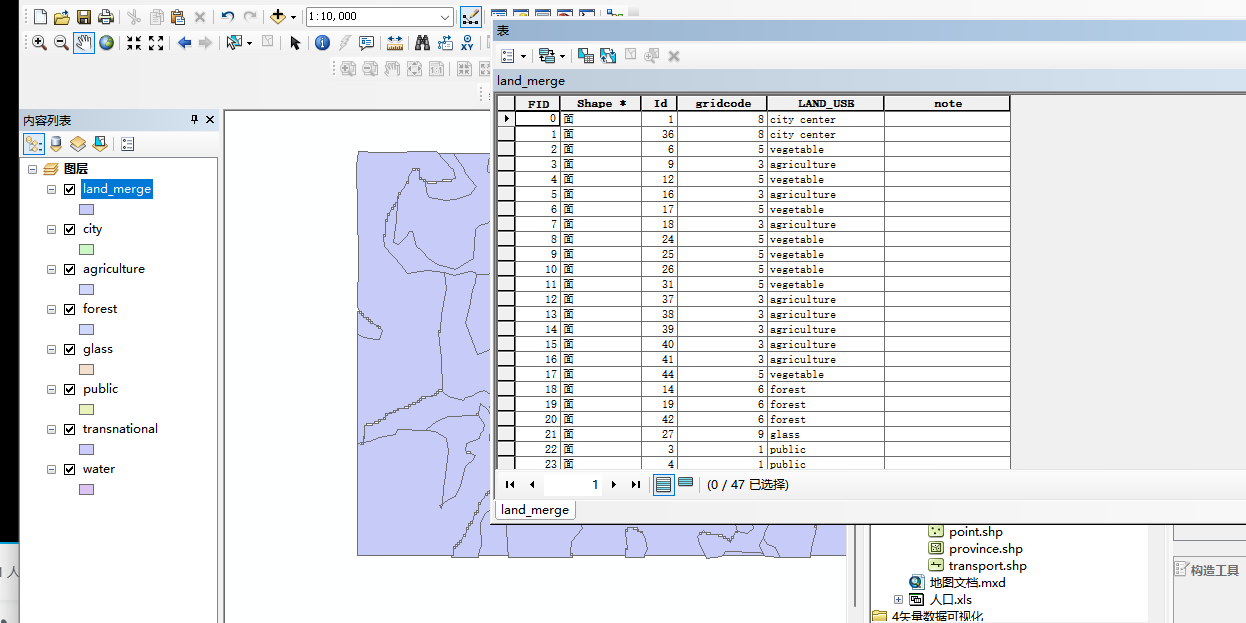 1:10,000
XY
1:1
内容列表
图层
land_merge
city
agriculture
forest
glass
public
transnational
water
表
land_merge
FID Shape * Id gridcode LAND_USE note
0 面 1 8 city center
1 面 36 8 city center
2 面 6 5 vegetable
3 面 9 3 agriculture
4 面 12 5 vegetable
5 面 16 3 agriculture
6 面 17 5 vegetable
7 面 18 3 agriculture
8 面 24 5 vegetable
9 面 25 5 vegetable
10 面 26 5 vegetable
11 面 31 5 vegetable
12 面 37 3 agriculture
13 面 38 3 agriculture
14 面 39 3 agriculture
15 面 40 3 agriculture
16 面 41 3 agriculture
17 面 44 5 vegetable
18 面 14 6 forest
19 面 19 6 forest
20 面 42 6 forest
21 面 27 9 glass
22 面 3 1 public
23 面 4 1 public
1 (0 / 47 已选择)
land_merge
point.shp
province.shp
transport.shp
地图文档.mxd
人口.xls
4矢量数据可视化
构造工具
人